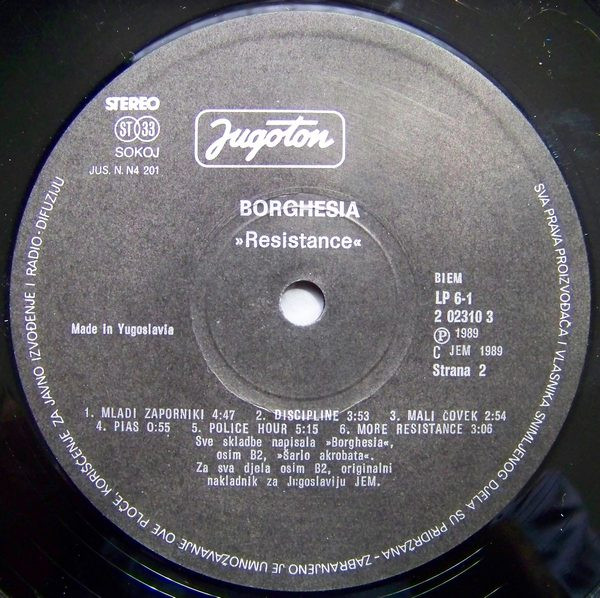 STEREO
ST 33
SOKOJ
JUS. N. N4 201
Jugoton
BORGHESIA
»Resistance«
Made in Yugoslavia
BIEM
LP 6-1
2 02310 3
Ⓟ 1989
C JEM 1989
Strana 2
1. MLADI ZAPORNIKI 4:47 2. DISCIPLINE 3:53 3. MALI ČOVEK 2:54
4. PIAS 0:55 5. POLICE HOUR 5:15 6. MORE RESISTANCE 3:06
Sve skladbe napisala »Borghesia«,
osim B2, »Šarlo akrobata«.
Za sva djela osim B2, originalni
nakladnik za Jugoslaviju JEM.
SVA PRAVA PROIZVOĐAČA I VLASNIKA SNIMLJENOG DJELA SU PRIDRŽANA - ZABRANJENO JE UMNOŽAVANJE OVE PLOČE, KORIŠĆENJE ZA JAVNO IZVOĐENJE I RADIO-DIFUZIJU